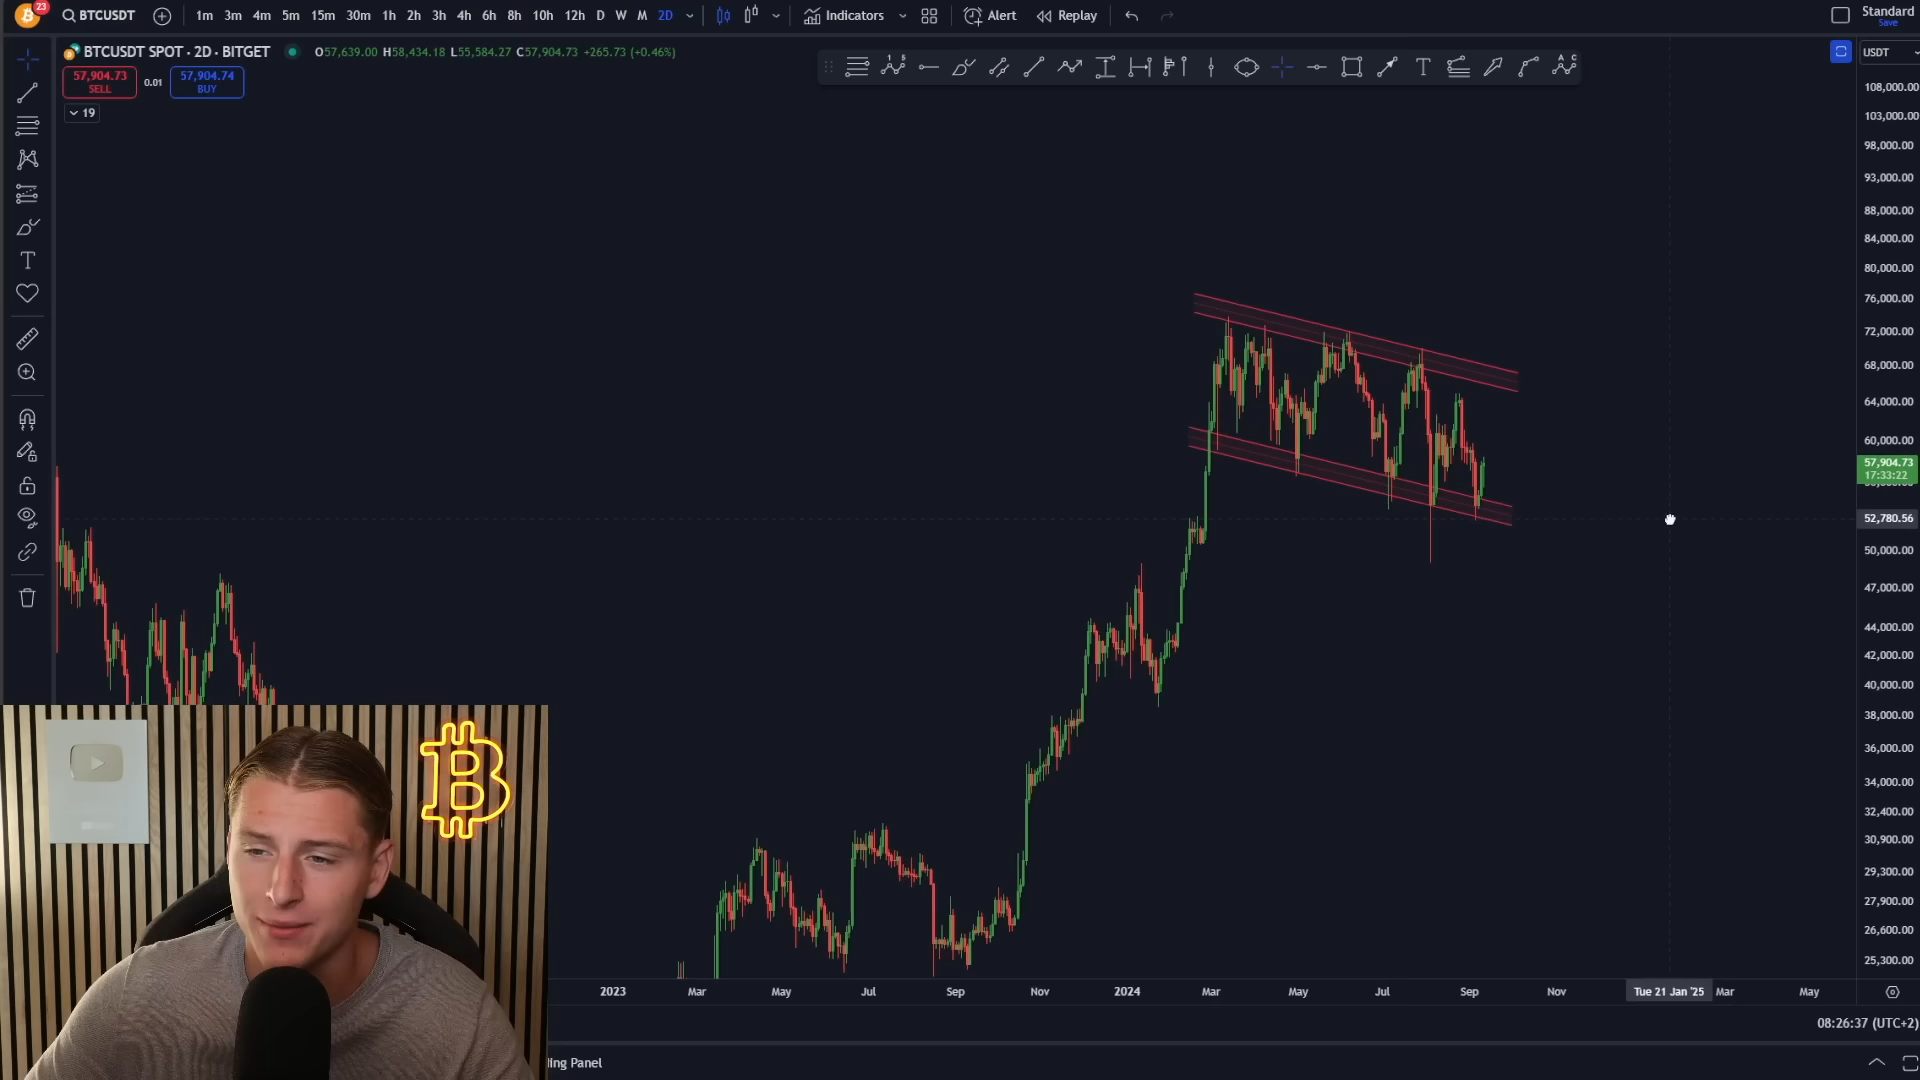 23
BTCUSDT
1m 3m 4m 5m 15m 30m 1h 2h 3h 4h 6h 8h 10h 12h D W M 2D
Indicators
Alert
Replay
Standard
Save
BTCUSDT SPOT · 2D · BITGET
O57,639.00 H58,434.18 L55,584.27 C57,904.73 +265.73 (+0.46%)
57,904.73
SELL
0.01
57,904.74
BUY
19
USDT
108,000.00
103,000.00
98,000.00
93,000.00
88,000.00
84,000.00
80,000.00
76,000.00
72,000.00
68,000.00
64,000.00
60,000.00
57,904.73
17:33:22
52,780.56
50,000.00
47,000.00
44,000.00
42,000.00
40,000.00
38,000.00
36,000.00
34,000.00
32,400.00
30,900.00
29,300.00
27,900.00
26,600.00
25,300.00
2023 Mar May Jul Sep Nov 2024 Mar May Jul Sep Nov Tue 21 Jan '25 Mar May
08:26:37 (UTC+2)
ing Panel